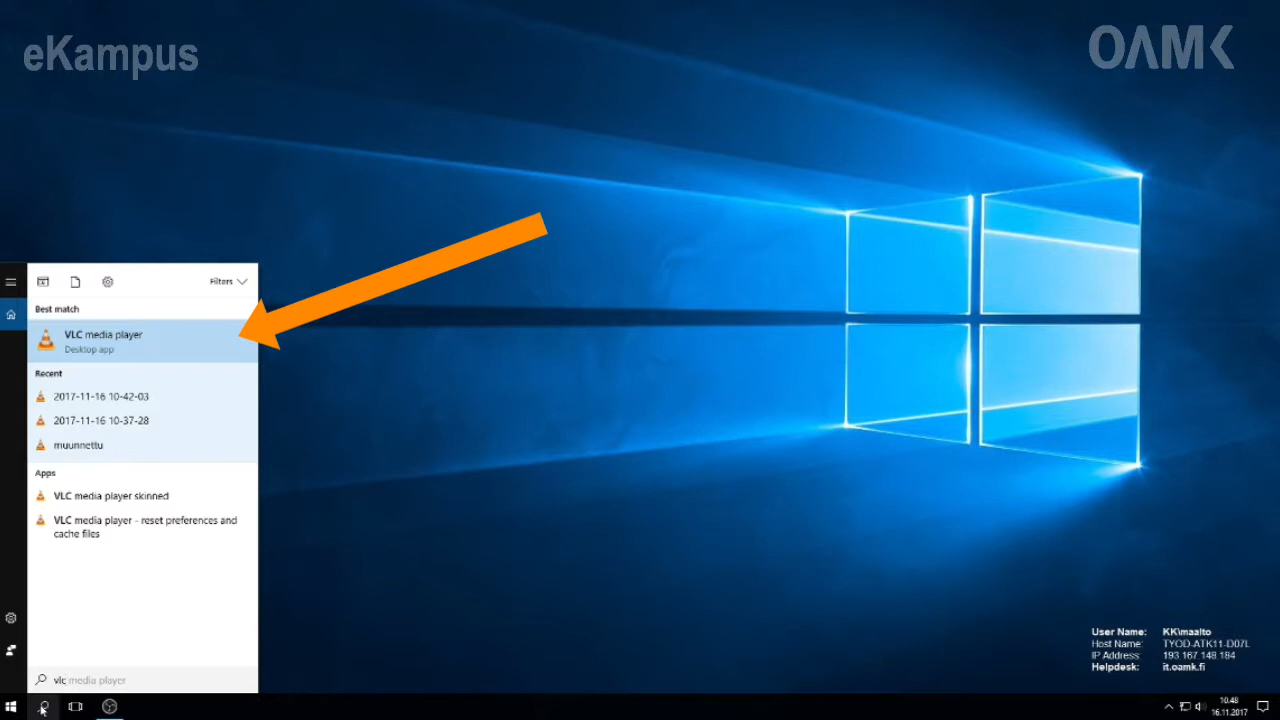 eKampus
OAMK
Filters
Best match
VLC media player
Desktop app
Recent
2017-11-16 10-42-03
2017-11-16 10-37-28
muunnettu
Apps
VLC media player skinned
VLC media player - reset preferences and
cache files
vlc media player
User Name: KK\maalto
Host Name: TYOD-ATK11-D07L
IP Address: 193.167.148.184
Helpdesk: it.oamk.fi
10.48
16.11.2017